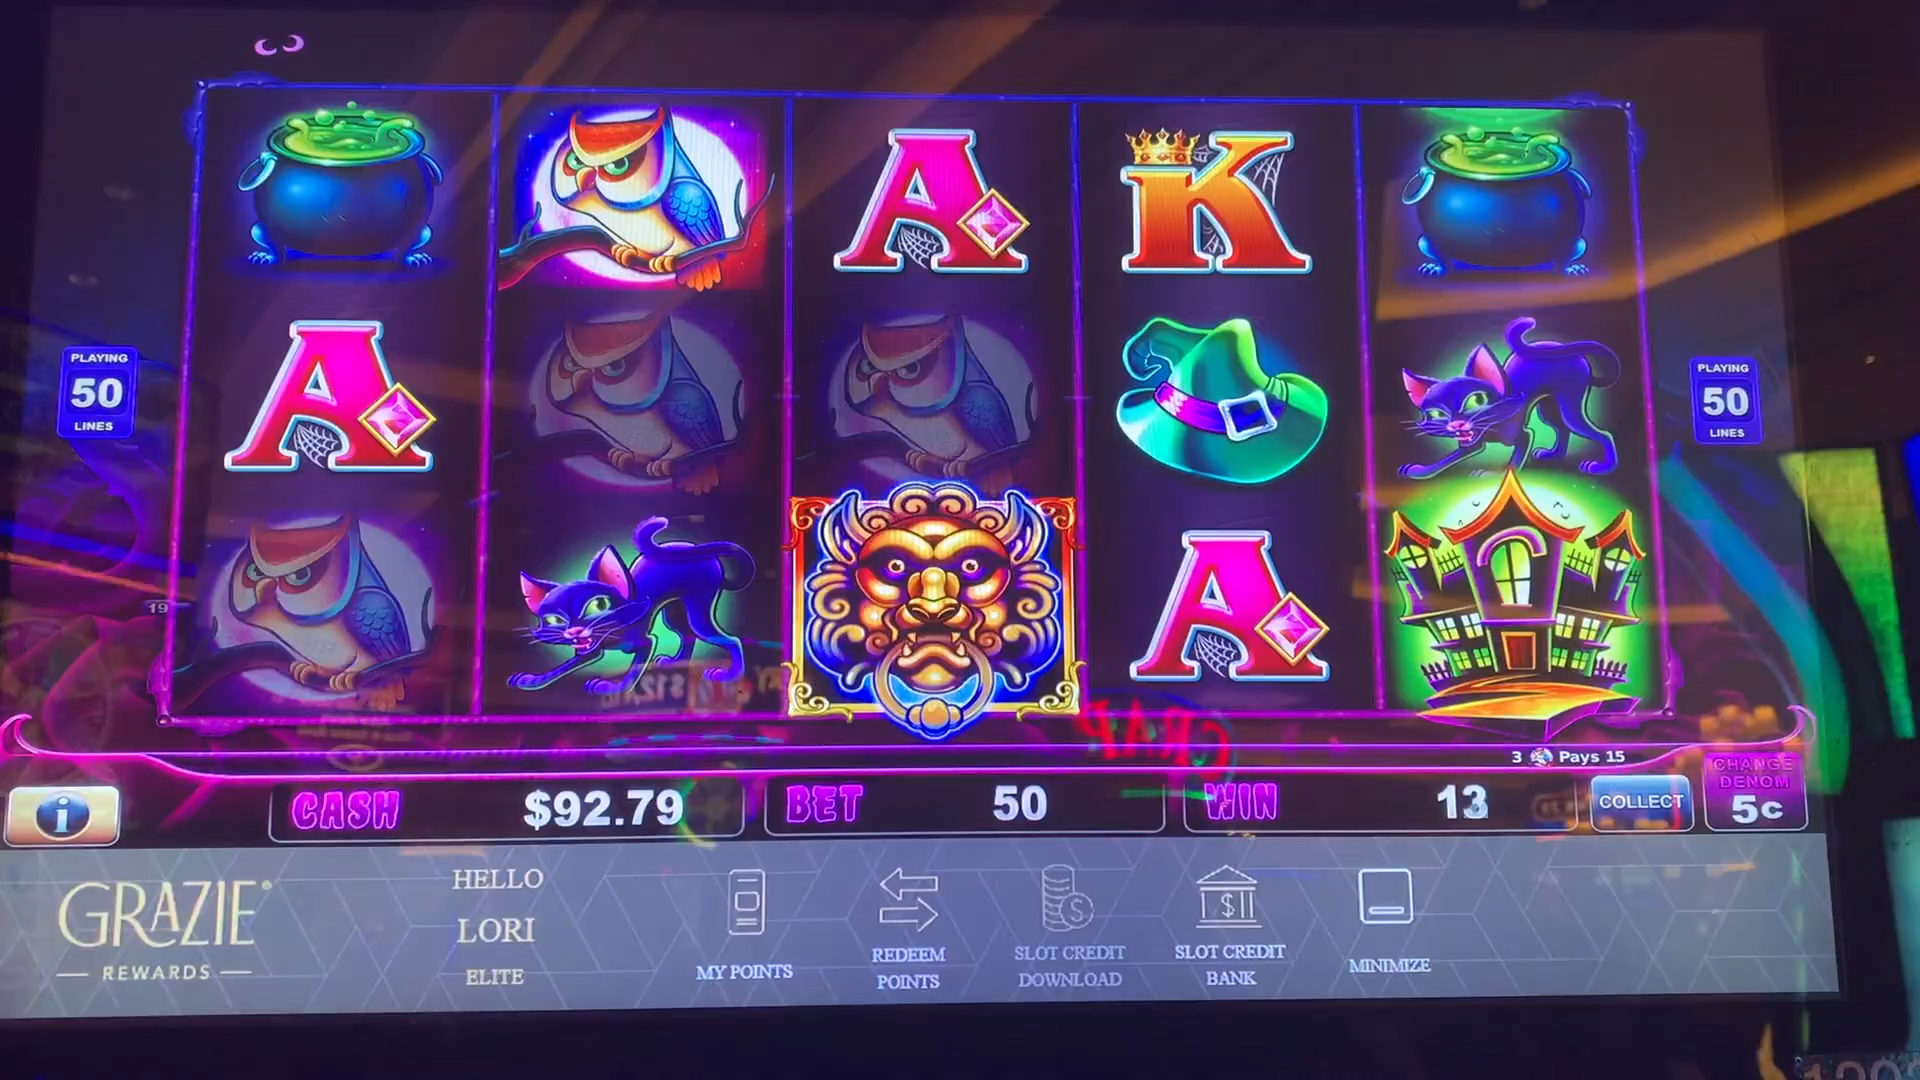 A
K
A
A
PLAYING
50
LINES
PLAYING
50
LINES
19
3 Pays 15
CASH $92.79
BET 50
WIN 13
COLLECT
CHANGE
DENOM
5¢
i
GRAZIE®
REWARDS
HELLO
LORI
ELITE
MY POINTS
REDEEM
POINTS
SLOT CREDIT
DOWNLOAD
SLOT CREDIT
BANK
MINIMIZE